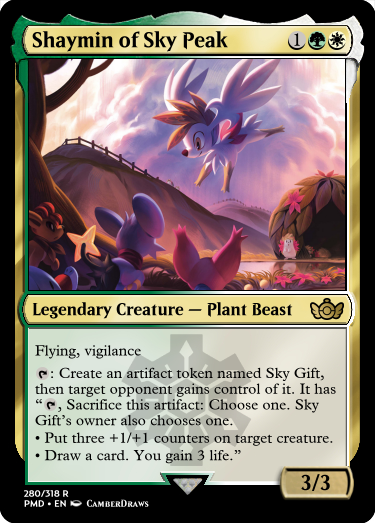 Shaymin of Sky Peak 1
Legendary Creature — Plant Beast
Flying, vigilance
: Create an artifact token named Sky Gift,
then target opponent gains control of it. It has
“, Sacrifice this artifact: Choose one. Sky
Gift's owner also chooses one.
• Put three +1/+1 counters on target creature.
• Draw a card. You gain 3 life.”
3/3
280/318 R
PMD • EN CamberDraws